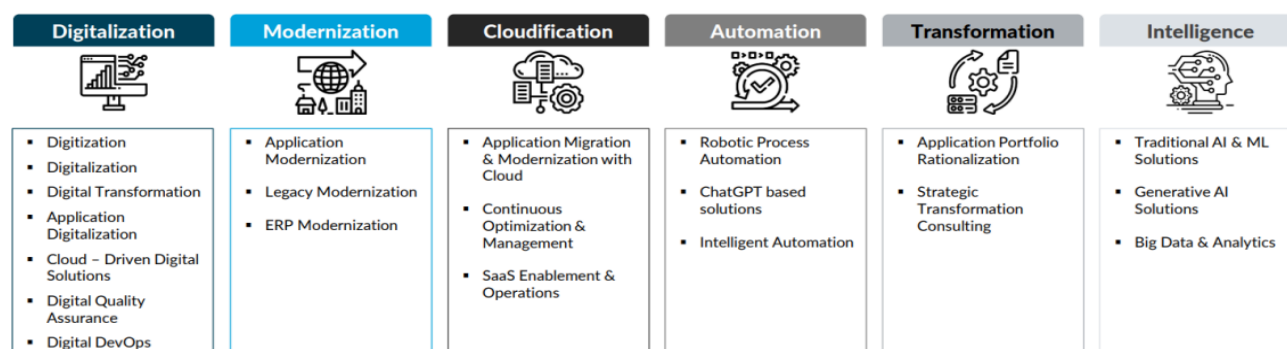 Digitalization
Modernization
Cloudification
Automation
Transformation
Intelligence
▪ Digitization
▪ Digitalization
▪ Digital Transformation
▪ Application
Digitalization
▪ Cloud – Driven Digital
Solutions
▪ Digital Quality
Assurance
▪ Digital DevOps
▪ Application
Modernization
▪ Legacy Modernization
▪ ERP Modernization
▪ Application Migration
& Modernization with
Cloud
▪ Continuous
Optimization &
Management
▪ SaaS Enablement &
Operations
▪ Robotic Process
Automation
▪ ChatGPT based
solutions
▪ Intelligent Automation
▪ Application Portfolio
Rationalization
▪ Strategic
Transformation
Consulting
▪ Traditional AI & ML
Solutions
▪ Generative AI
Solutions
▪ Big Data & Analytics